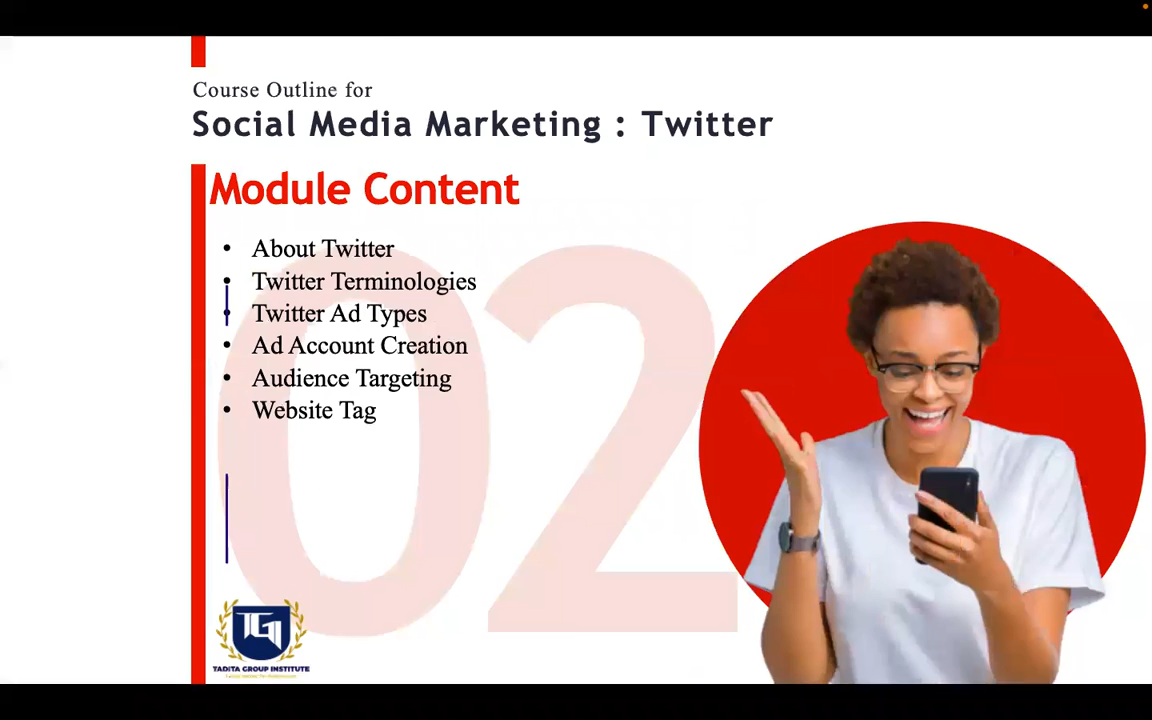 Course Outline for
Social Media Marketing : Twitter
Module Content
• About Twitter
• Twitter Terminologies
• Twitter Ad Types
• Ad Account Creation
• Audience Targeting
• Website Tag
02
TGI
TADITA GROUP INSTITUTE